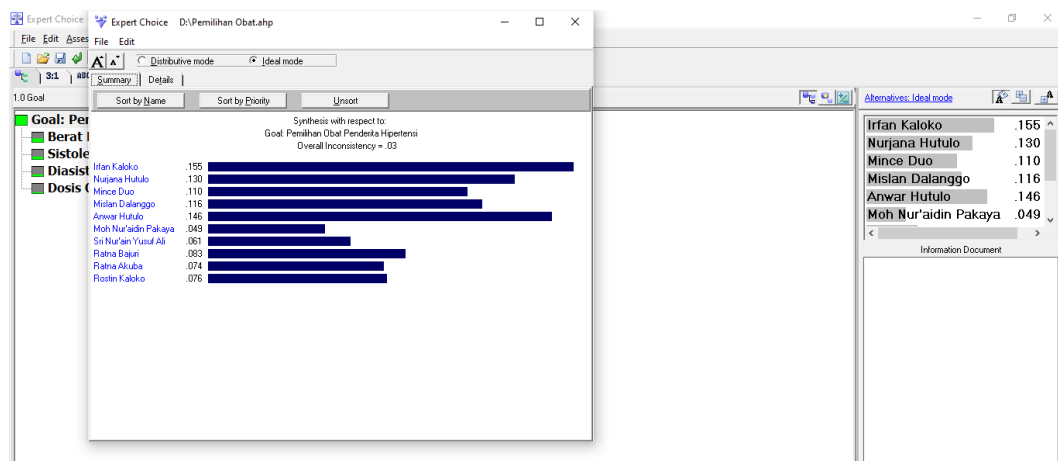 Expert Choice
File Edit Asses
3:1 ABC
1.0 Goal
Goal: Per
Berat
Sistole
Diasist
Dosis
Expert Choice D:\Pemilihan Obat.ahp
File Edit
A A Distributive mode Ideal mode
Summary Details
Sort by Name Sort by Priority Unsort
Synthesis with respect to:
Goal: Pemilihan Obat Penderita Hipertensi
Overall Inconsistency = .03
Irfan Kaloko .155
Nurjana Hutulo .130
Mince Duo .110
Mislan Dalanggo .116
Anwar Hutulo .146
Moh Nur'aidin Pakaya .049
Sri Nur'ain Yusuf Ali .061
Ratna Bajuri .083
Ratna Akuba .074
Rostin Kaloko .076
Alternatives: Ideal mode
Irfan Kaloko .155
Nurjana Hutulo .130
Mince Duo .110
Mislan Dalanggo .116
Anwar Hutulo .146
Moh Nur'aidin Pakaya .049
Information Document